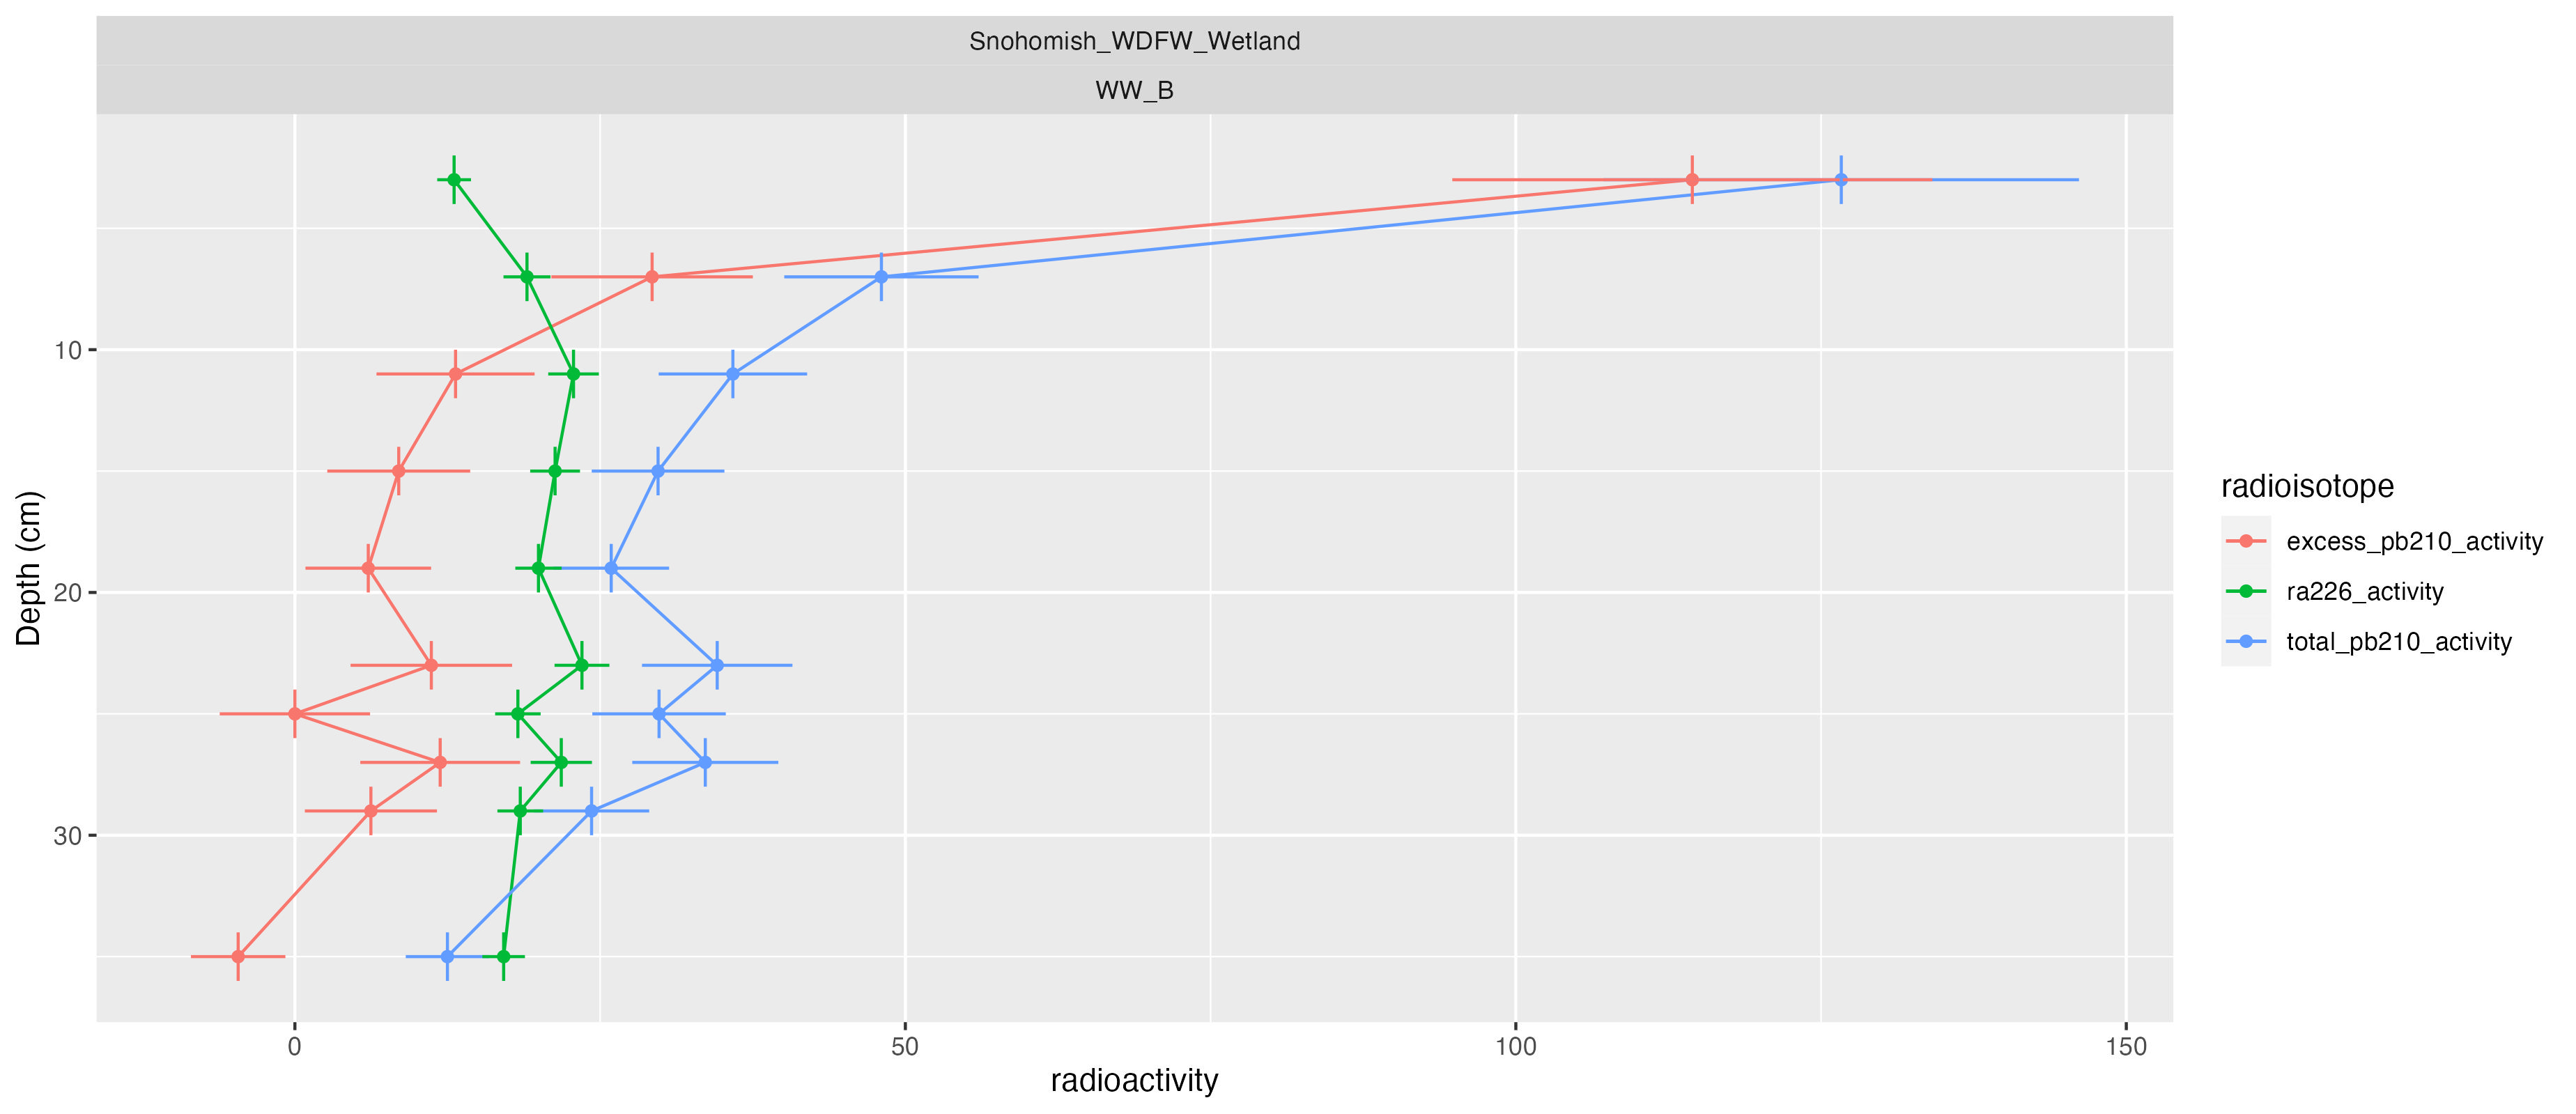 Snohomish_WDFW_Wetland
WW_B
10
20
30
Depth (cm)
0
50
100
150
radioactivity
radioisotope
excess_pb210_activity
ra226_activity
total_pb210_activity